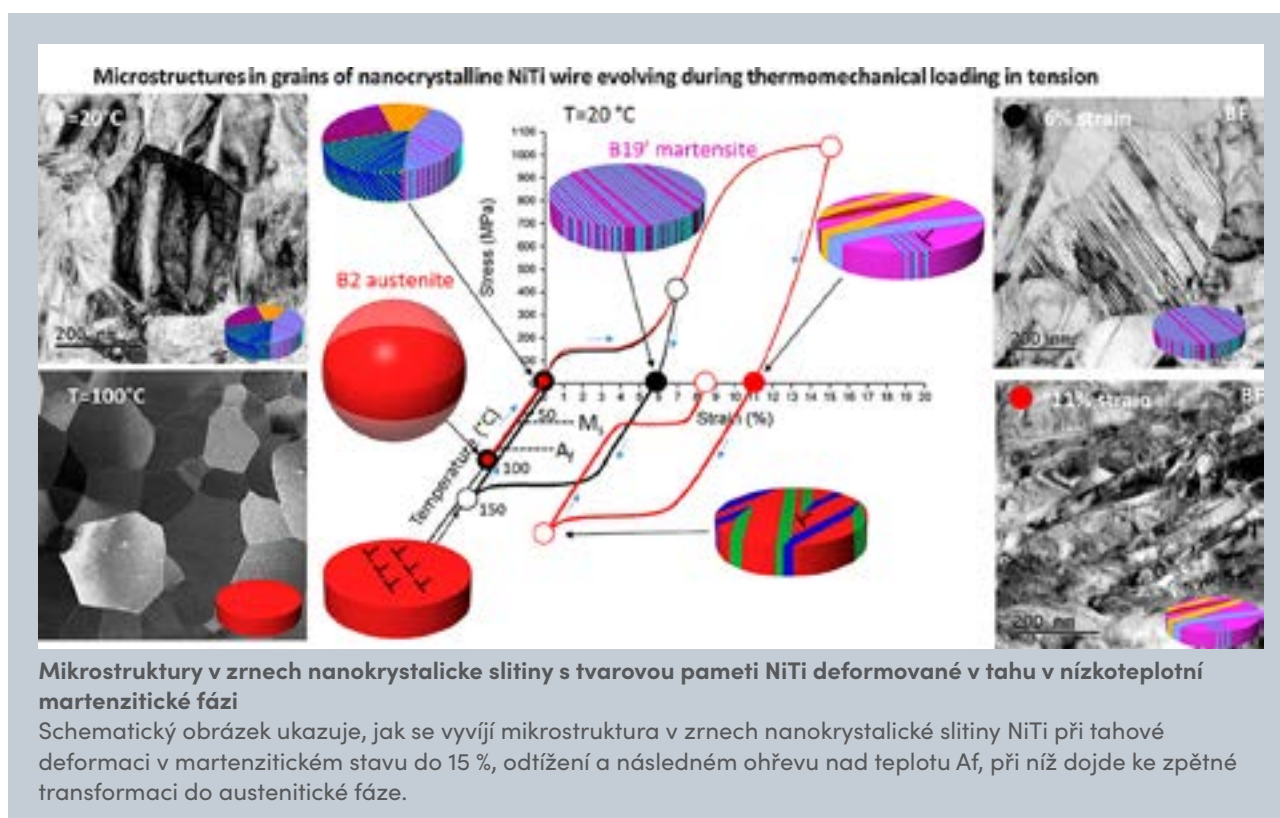 Microstructures in grains of nanocrystalline NiTi wire evolving during thermomechanical loading in tension
T=20°C
T=20 °C
6% strain
BF
1100
1000
900
800
700
600
500
400
300
200
Stress (MPa)
B19' martensite
B2 austenite
200 nm
200 nm
T=100°C
11% strain
BF
1 2 3 4 5 6 7 8 9 10 11 12 13 14 15 16 17 18 19 20
Strain (%)
50
Ms
Af
100
150
Temperature (°C)
200 nm
Mikrostruktury v zrnech nanokrystalicke slitiny s tvarovou pameti NiTi deformované v tahu v nízkoteplotní
martenzitické fázi
Schematický obrázek ukazuje, jak se vyvíjí mikrostruktura v zrnech nanokrystalické slitiny NiTi při tahové
deformaci v martenzitickém stavu do 15 %, odtížení a následném ohřevu nad teplotu Af, při níž dojde ke zpětné
transformaci do austenitické fáze.